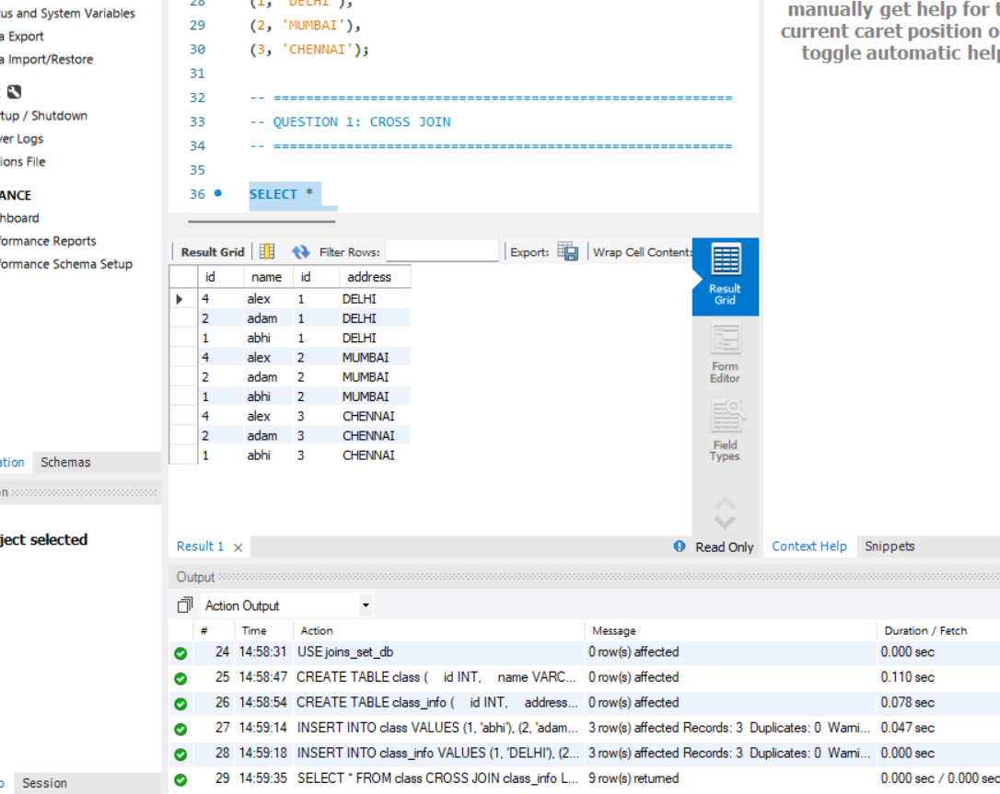 tus and System Variables
a Export
a Import/Restore
tup / Shutdown
ver Logs
ions File
ANCE
hboard
formance Reports
formance Schema Setup
ation Schemas
n
ject selected
o Session
28 (1, 'DELHI'),
29 (2, 'MUMBAI'),
30 (3, 'CHENNAI');
31
32 -- ==========================================================
33 -- QUESTION 1: CROSS JOIN
34 -- ==========================================================
35
36 SELECT *
Result Grid Filter Rows: Export: Wrap Cell Content:
id name id address
4 alex 1 DELHI
2 adam 1 DELHI
1 abhi 1 DELHI
4 alex 2 MUMBAI
2 adam 2 MUMBAI
1 abhi 2 MUMBAI
4 alex 3 CHENNAI
2 adam 3 CHENNAI
1 abhi 3 CHENNAI
Result
Grid
Form
Editor
Field
Types
Result 1 Read Only
manually get help for t
current caret position o
toggle automatic help
Context Help Snippets
Output
Action Output
# Time Action Message Duration / Fetch
24 14:58:31 USE joins_set_db 0 row(s) affected 0.000 sec
25 14:58:47 CREATE TABLE class ( id INT, name VARC... 0 row(s) affected 0.110 sec
26 14:58:54 CREATE TABLE class_info ( id INT, address... 0 row(s) affected 0.078 sec
27 14:59:14 INSERT INTO class VALUES (1, 'abhi'), (2, 'adam... 3 row(s) affected Records: 3 Duplicates: 0 Warni... 0.047 sec
28 14:59:18 INSERT INTO class_info VALUES (1, 'DELHI'), (2... 3 row(s) affected Records: 3 Duplicates: 0 Warni... 0.000 sec
29 14:59:35 SELECT * FROM class CROSS JOIN class_info L... 9 row(s) returned 0.000 sec / 0.000 sec